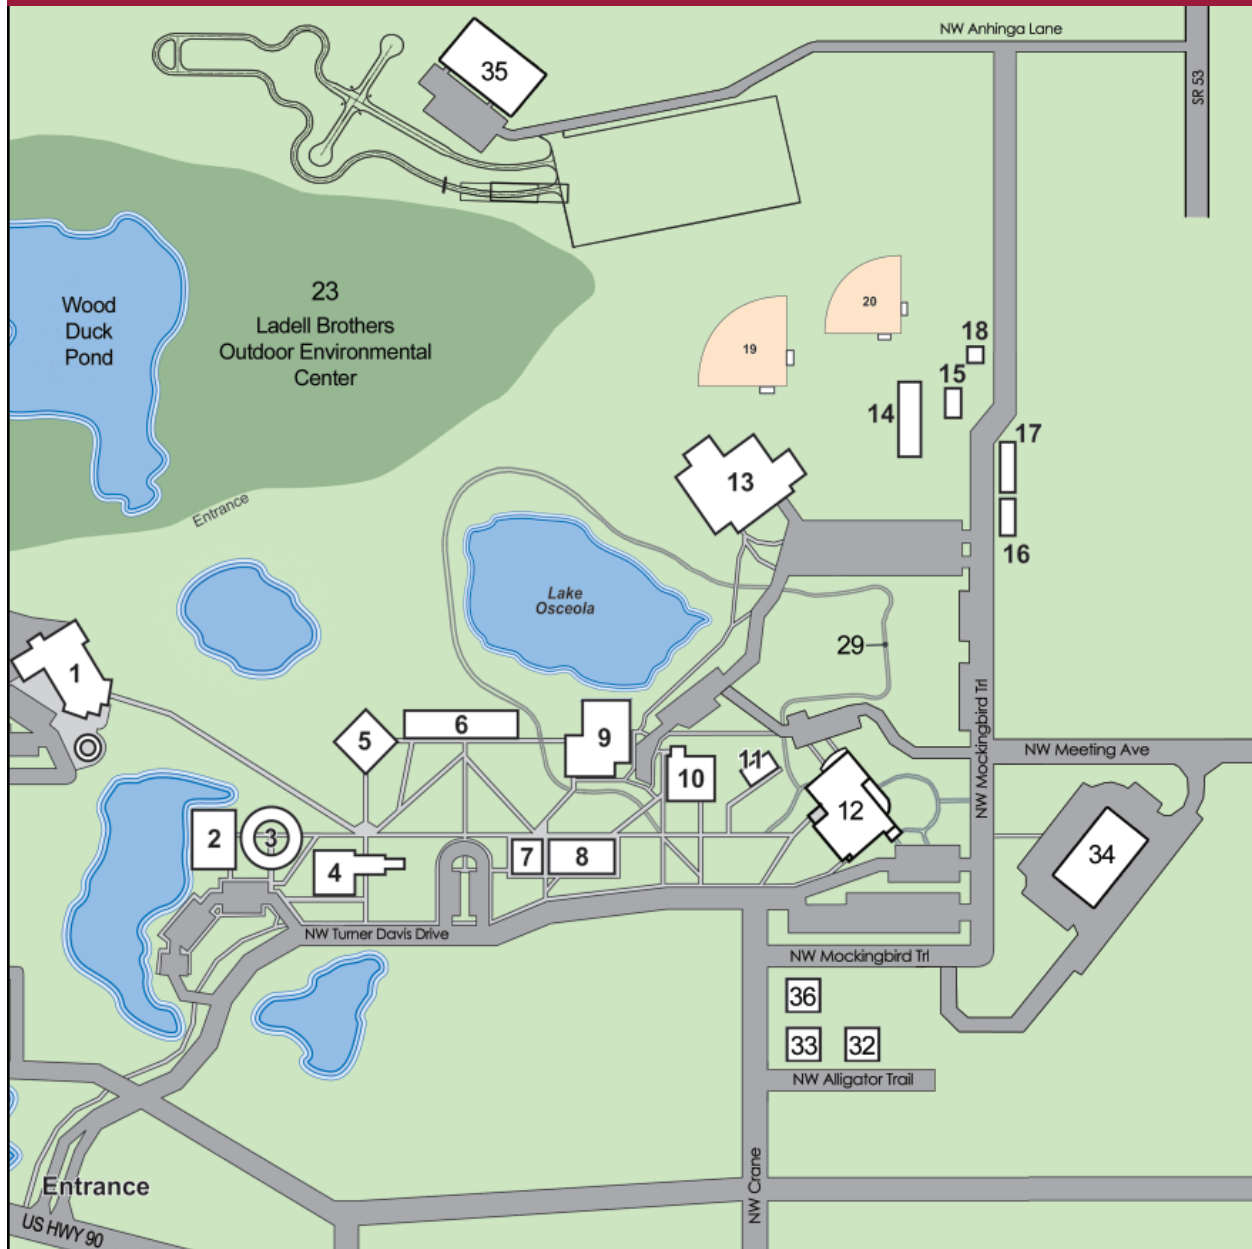 NW Anhinga Lane
35
SR 53
23
Ladell Brothers
Outdoor Environmental
Center
Wood
Duck
Pond
20
19
18
15
14
17
13
Entrance
16
Lake
Osceola
29
1
NW Mockingbird Trl
6
5
9
NW Meeting Ave
11
10
12
2
3
4
7
8
34
NW Turner Davis Drive
NW Mockingbird Trl
36
33
32
NW Alligator Trail
NW Crane
Entrance
US HWY 90